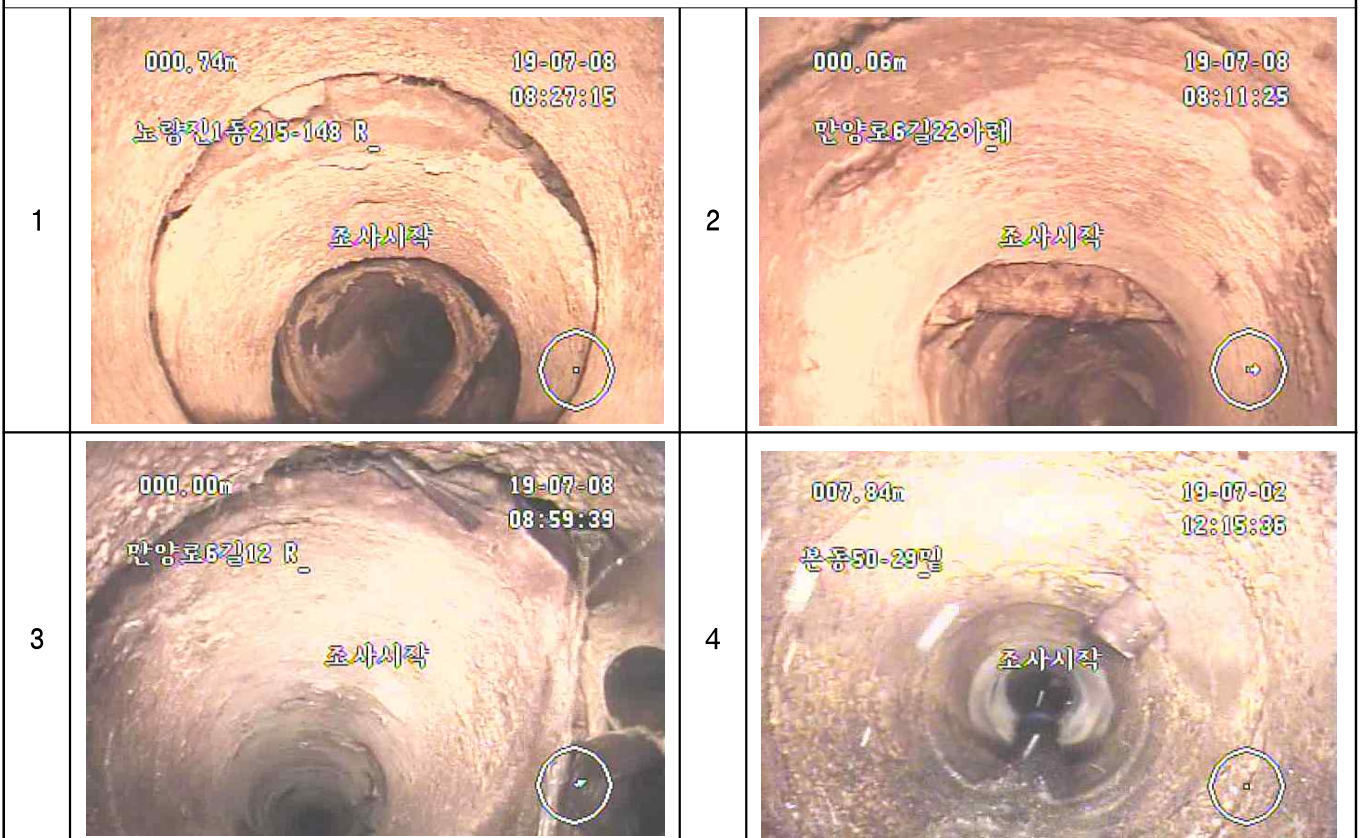 1
000.74m
19-07-08
08:27:15
노량진1동215-148 R_
조사시작
2
000.06m
19-07-08
08:11:25
만양로6길22아래
조사시작
3
000.00m
19-07-08
08:59:39
만양로6길12 R_
조사시작
4
007.84m
19-07-02
12:15:36
본동50-29밑
조사시작